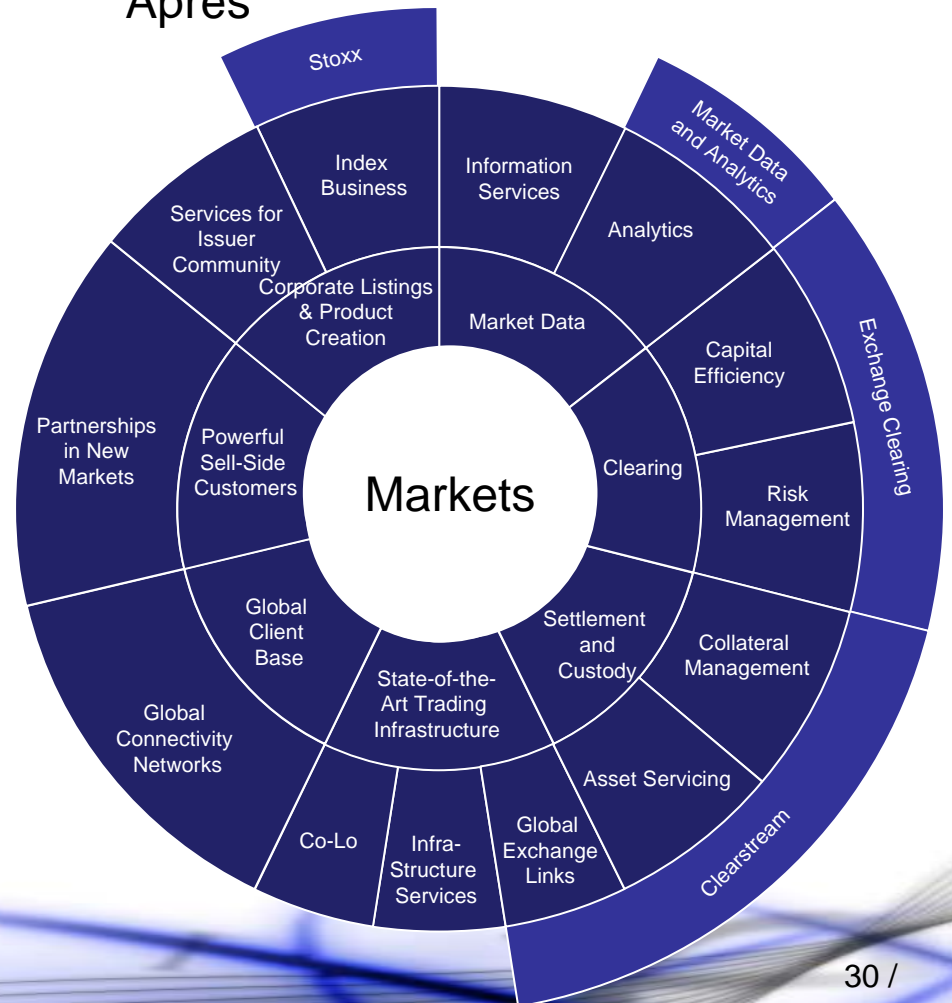 Après
Stoxx
Market Data
and Analytics
Exchange Clearing
Clearstream
Index
Business
Information
Services
Services for
Issuer
Community
Analytics
Corporate Listings
& Product
Creation
Market Data
Capital
Efficiency
Partnerships
in New
Markets
Powerful
Sell-Side
Customers
Markets
Clearing
Risk
Management
Global
Client
Base
Settlement
and
Custody
Collateral
Management
State-of-the-
Art Trading
Infrastructure
Global
Connectivity
Networks
Asset Servicing
Co-Lo
Infra-
Structure
Services
Global
Exchange
Links
30 /